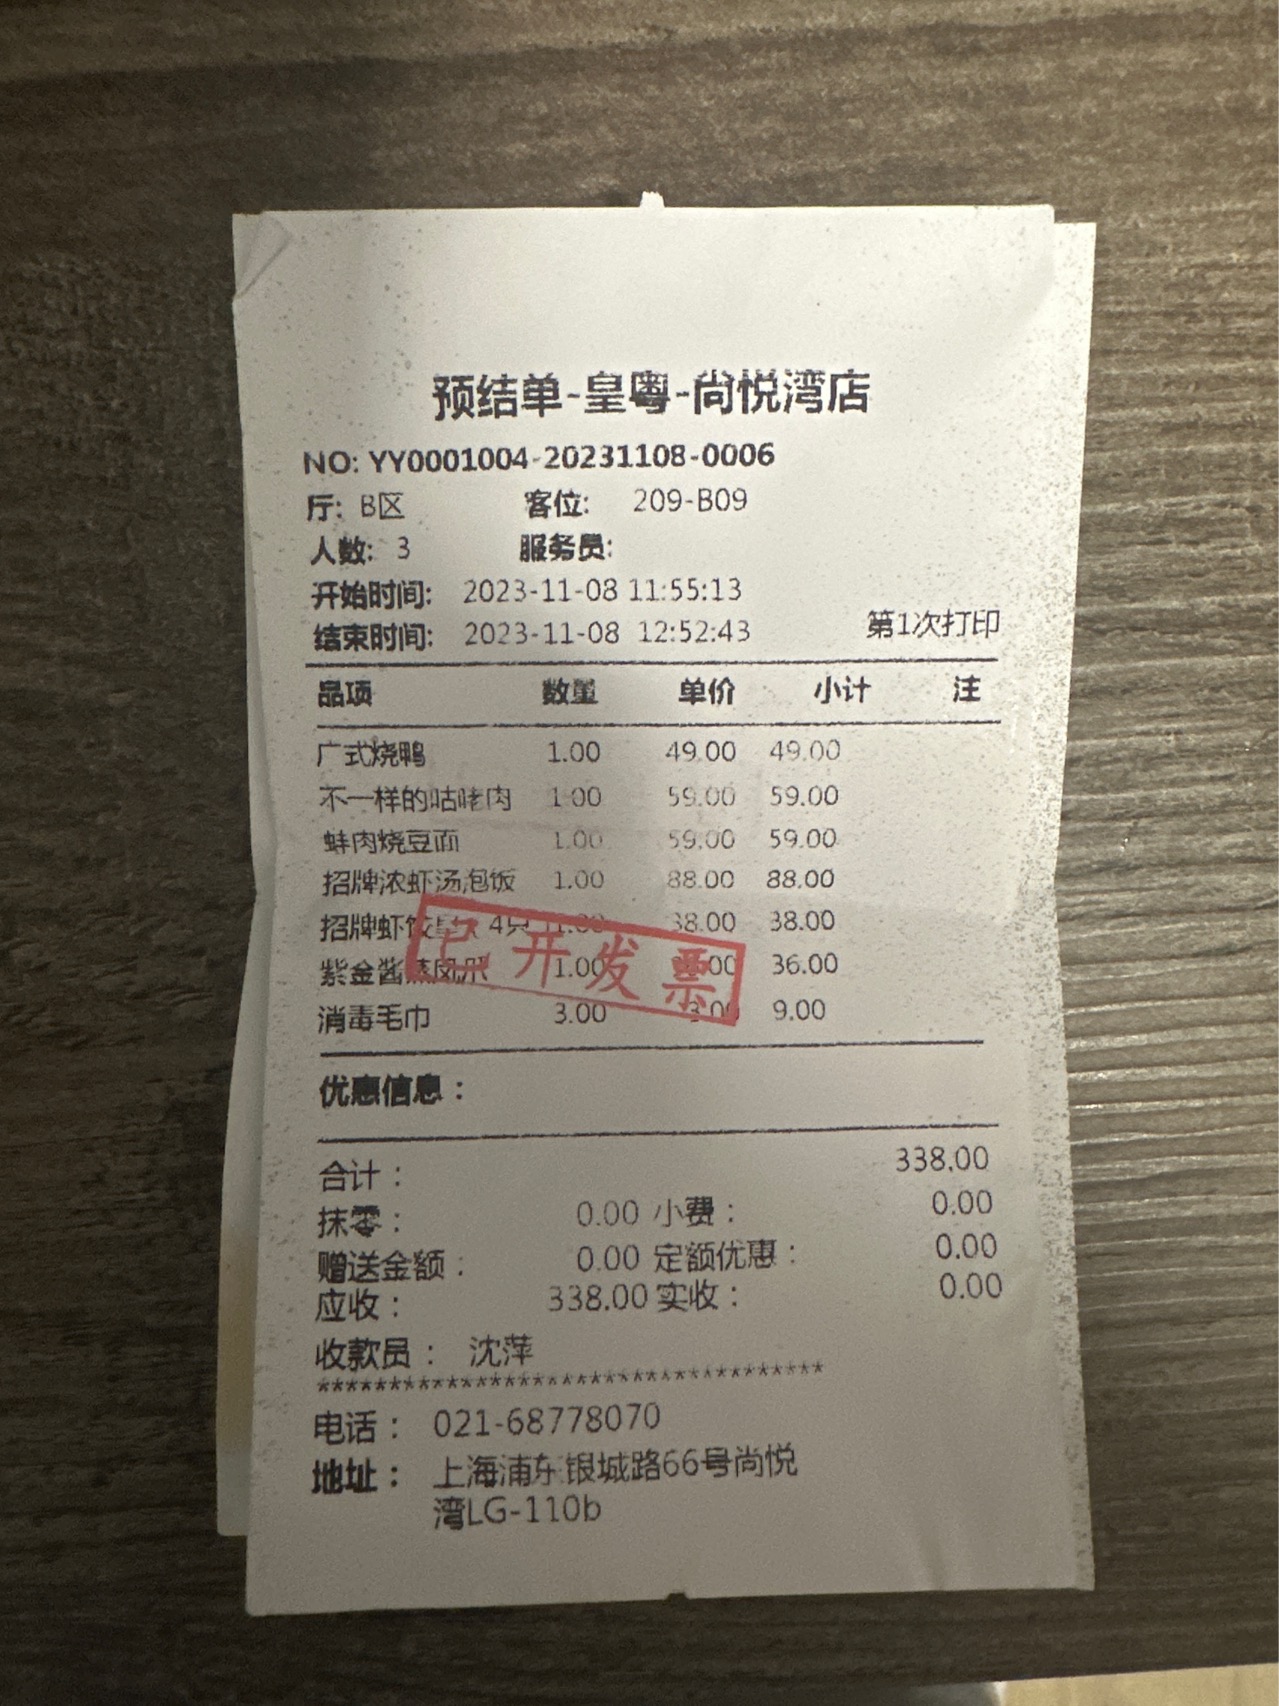 预结单-皇粤-尚悦湾店
NO: YY0001004-20231108-0006
厅: B区 客位: 209-B09
人数: 3 服务员:
开始时间: 2023-11-08 11:55:13
结束时间: 2023-11-08 12:52:43 第1次打印
品项 数量 单价 小计 注
广式烧鸭 1.00 49.00 49.00
不一样的咕咾肉 1.00 59.00 59.00
蚌肉烧豆面 1.00 59.00 59.00
招牌浓虾汤泡饭 1.00 88.00 88.00
招牌虾饺 4只 1.00 38.00 38.00
紫金酱蒸凤爪 1.00 36.00
消毒毛巾 3.00 3.00 9.00
已开发票
优惠信息：
合计： 338.00
抹零： 0.00 小费： 0.00
赠送金额： 0.00 定额优惠： 0.00
应收： 338.00 实收： 0.00
收款员： 沈萍
***********************************
电话： 021-68778070
地址： 上海浦东银城路66号尚悦
湾LG-110b